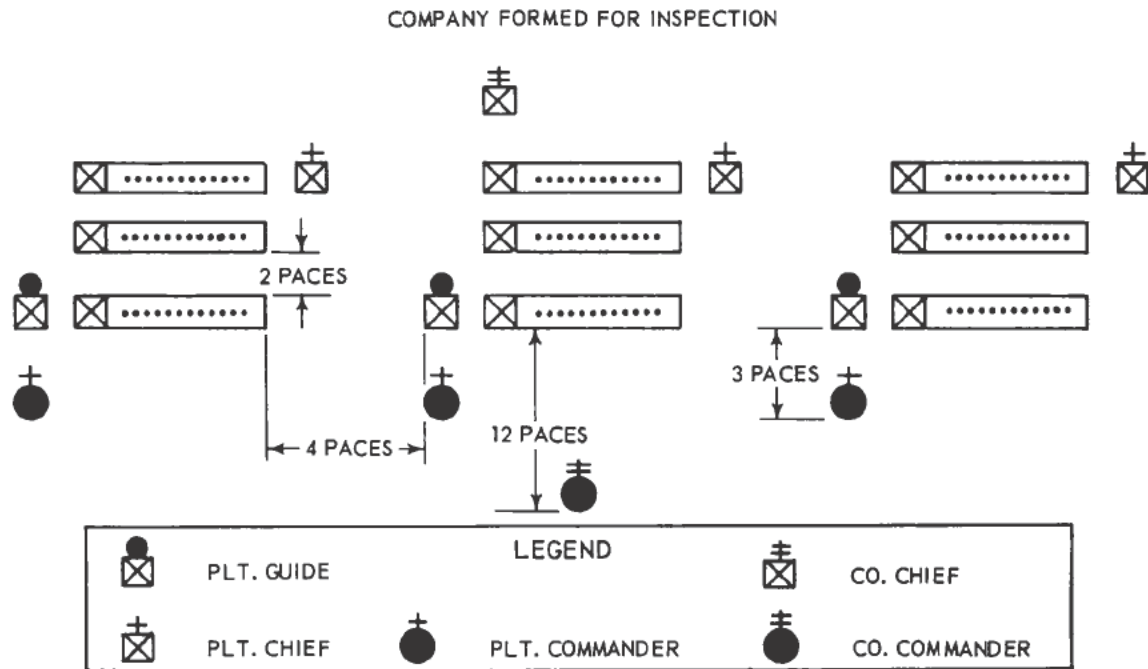 COMPANY FORMED FOR INSPECTION
2 PACES
3 PACES
12 PACES
4 PACES
LEGEND
PLT. GUIDE
CO. CHIEF
PLT. CHIEF
PLT. COMMANDER
CO. COMMANDER